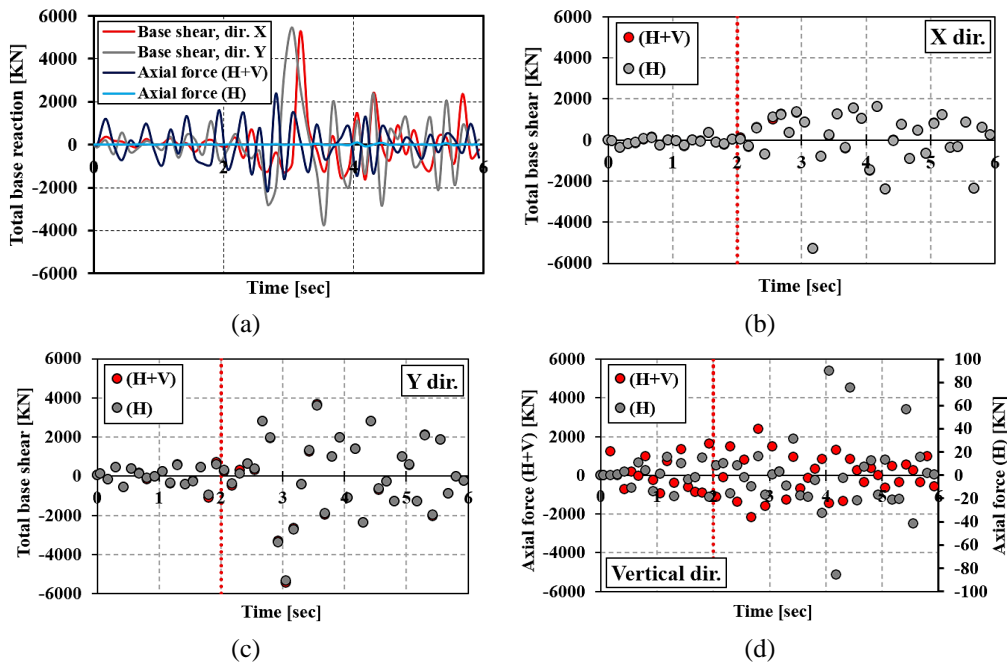 6000
4000
2000
0
-2000
-4000
-6000
Total base reaction [KN]
Base shear, dir. X
Base shear, dir. Y
Axial force (H+V)
Axial force (H)
0 2 4 6
Time [sec]
(a)
6000
4000
2000
0
-2000
-4000
-6000
Total base shear [KN]
(H+V)
(H)
X dir.
0 1 2 3 4 5 6
Time [sec]
(b)
6000
4000
2000
0
-2000
-4000
-6000
Total base shear [KN]
(H+V)
(H)
Y dir.
0 1 2 3 4 5 6
Time [sec]
(c)
6000
4000
2000
0
-2000
-4000
-6000
Axial force (H+V) [KN]
(H+V)
(H)
Vertical dir.
0 1 2 3 4 5 6
Time [sec]
100
80
60
40
20
0
-20
-40
-60
-80
-100
Axial force (H) [KN]
(d)